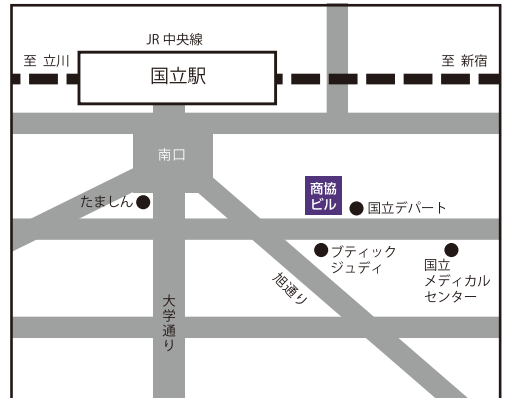 JR 中央線
至 立川
国立駅
至 新宿
南口
商協
ビル
たましん
国立デパート
ブティック
ジュディ
国立
メディカル
センター
旭通り
大学通り